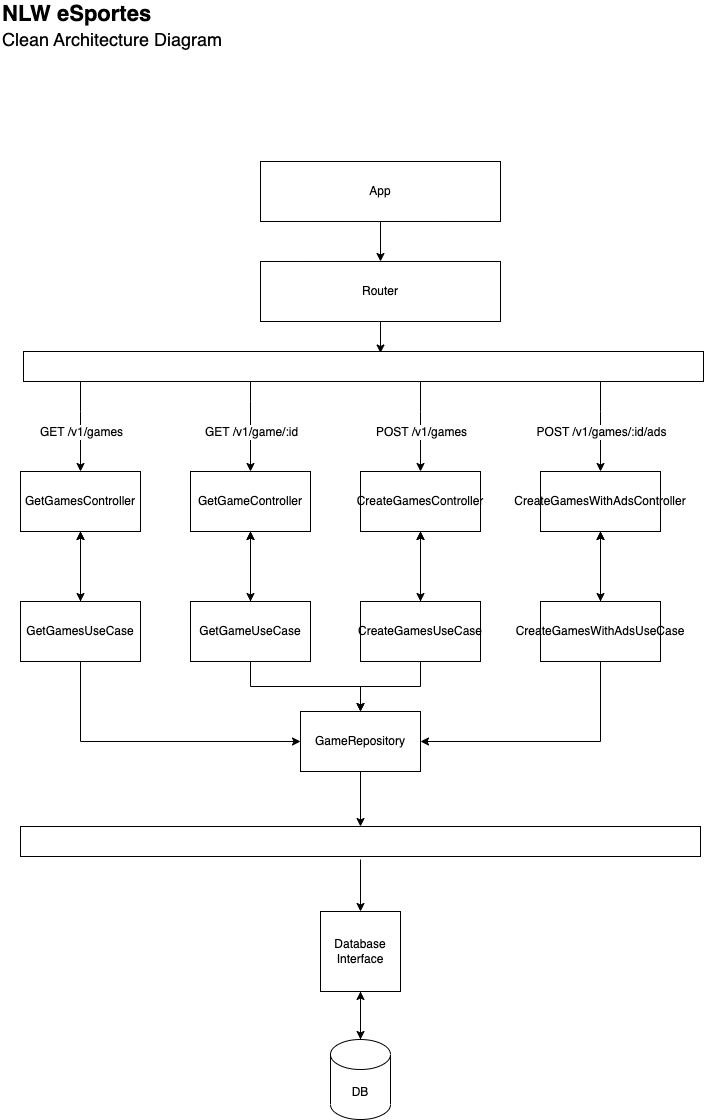 NLW eSportes
Clean Architecture Diagram
App
Router
GET /v1/games
GET /v1/game/:id
POST /v1/games
POST /v1/games/:id/ads
GetGamesController
GetGameController
CreateGamesController
CreateGamesWithAdsController
GetGamesUseCase
GetGameUseCase
CreateGamesUseCase
CreateGamesWithAdsUseCase
GameRepository
Database
Interface
DB